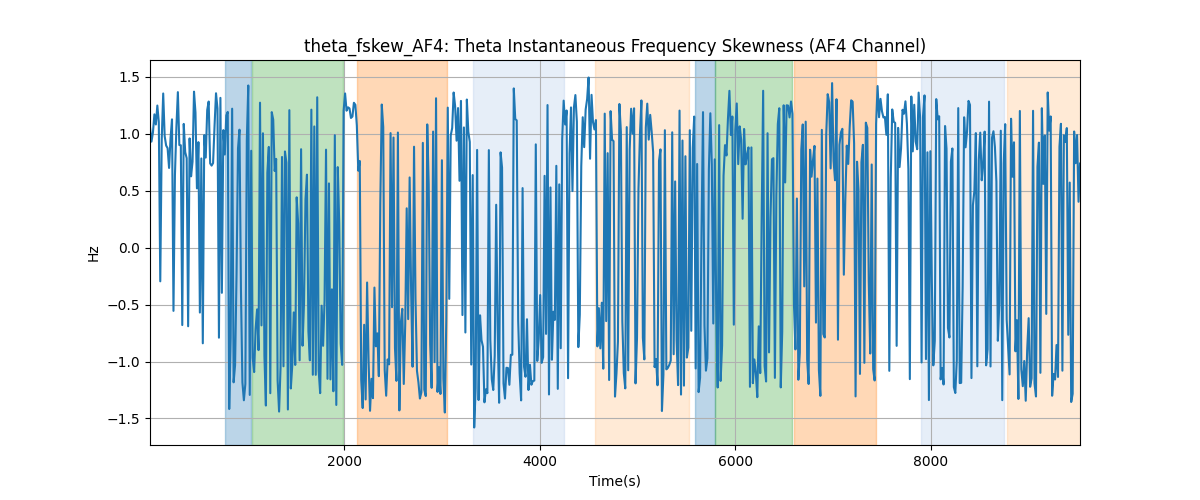 theta_fskew_AF4: Theta Instantaneous Frequency Skewness (AF4 Channel)
1.5
1.0
0.5
0.0
−0.5
−1.0
−1.5
Hz
2000 4000 6000 8000
Time(s)